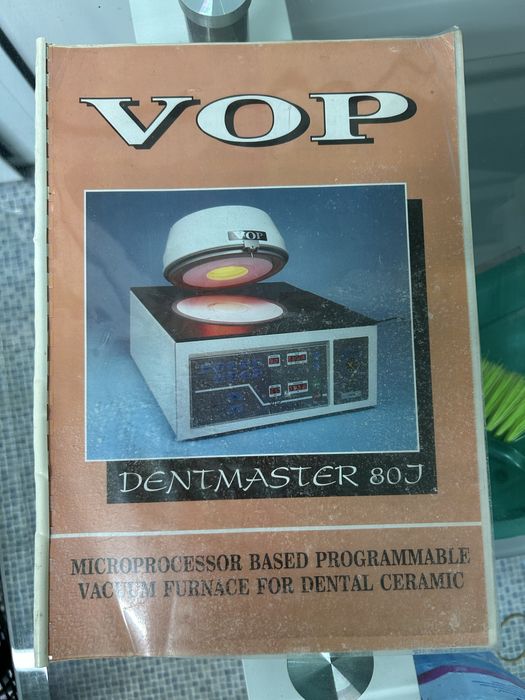 VOP
VOP
DENTMASTER 80J
MICROPROCESSOR BASED PROGRAMMABLE
VACUUM FURNACE FOR DENTAL CERAMIC